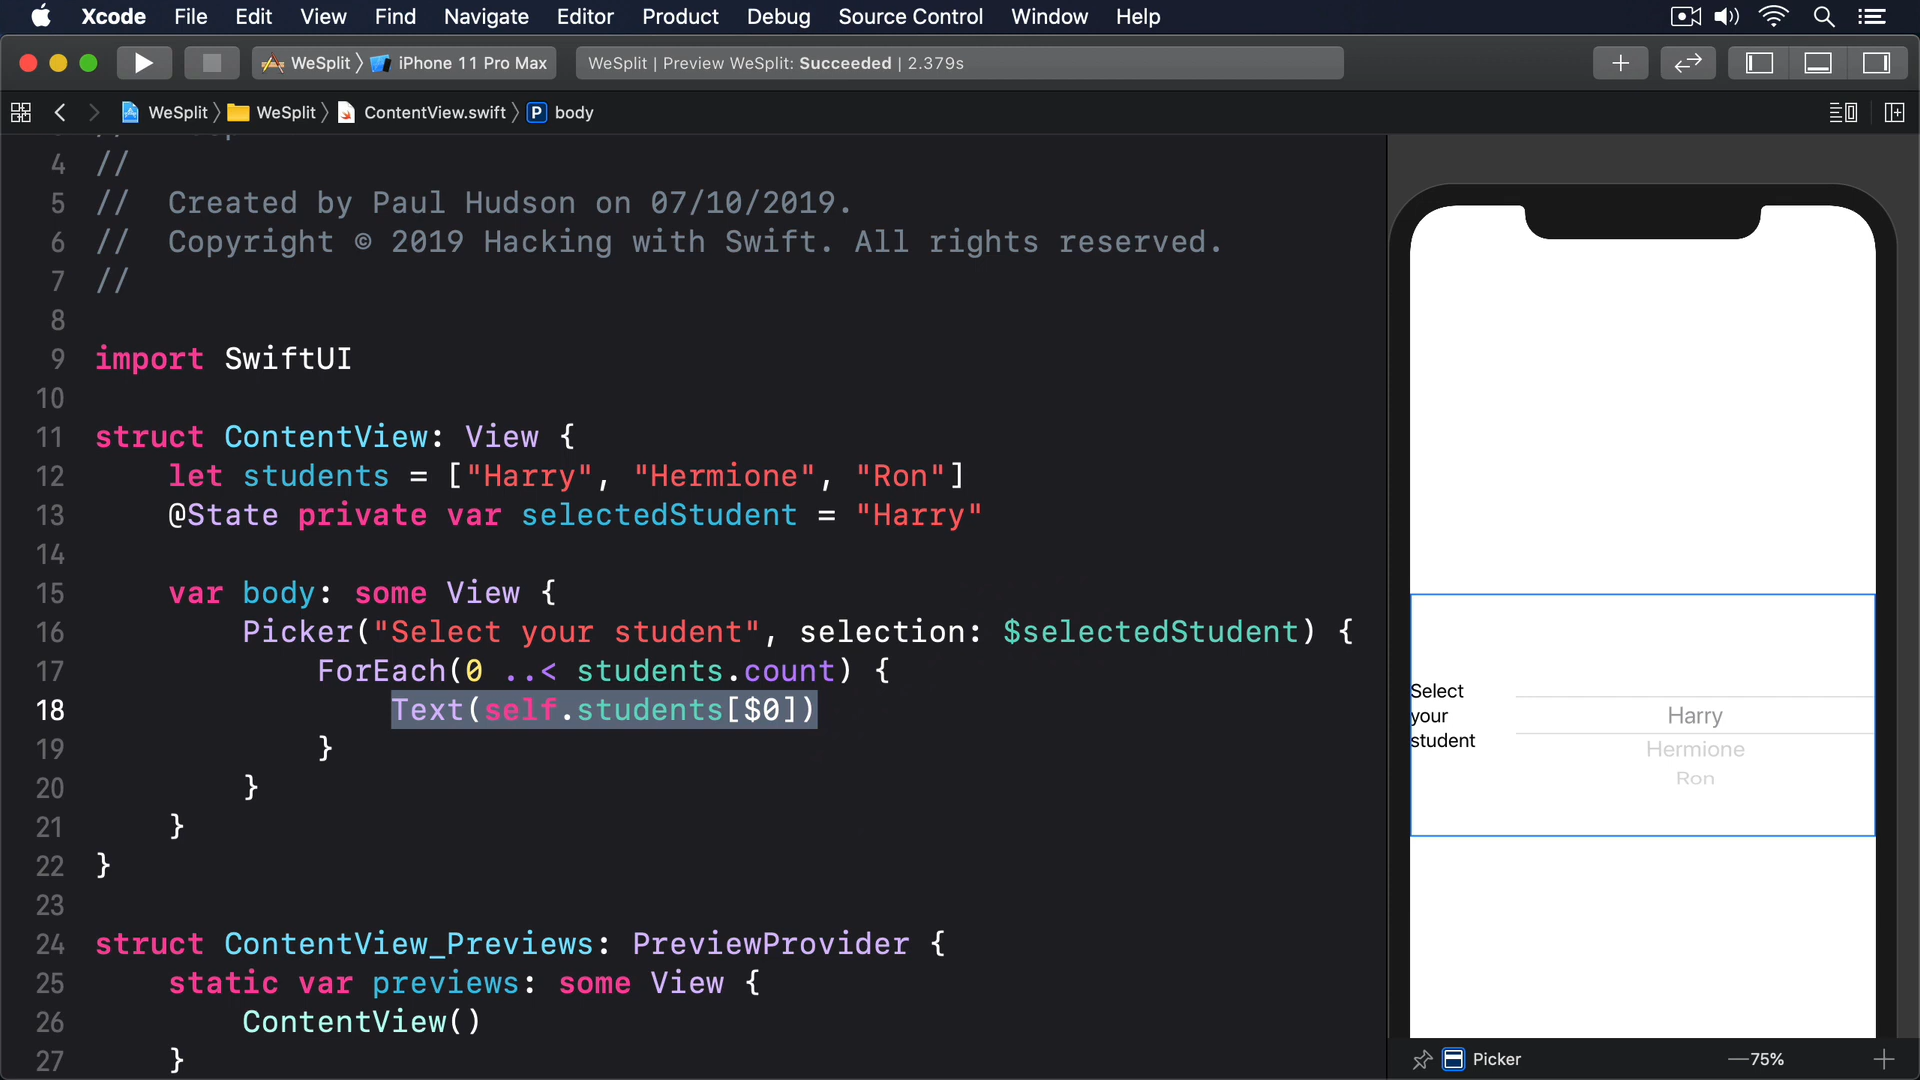 Xcode File Edit View Find Navigate Editor Product Debug Source Control Window Help
WeSplit iPhone 11 Pro Max
WeSplit | Preview WeSplit: Succeeded | 2.379s
WeSplit WeSplit ContentView.swift P body
4 //
5 // Created by Paul Hudson on 07/10/2019.
6 // Copyright © 2019 Hacking with Swift. All rights reserved.
7 //
8
9 import SwiftUI
10
11 struct ContentView: View {
12 let students = ["Harry", "Hermione", "Ron"]
13 @State private var selectedStudent = "Harry"
14
15 var body: some View {
16 Picker("Select your student", selection: $selectedStudent) {
17 ForEach(0 ..< students.count) {
18 Text(self.students[$0])
19 }
20 }
21 }
22 }
23
24 struct ContentView_Previews: PreviewProvider {
25 static var previews: some View {
26 ContentView()
27 }
Select
your
student
Harry
Hermione
Ron
Picker
75%